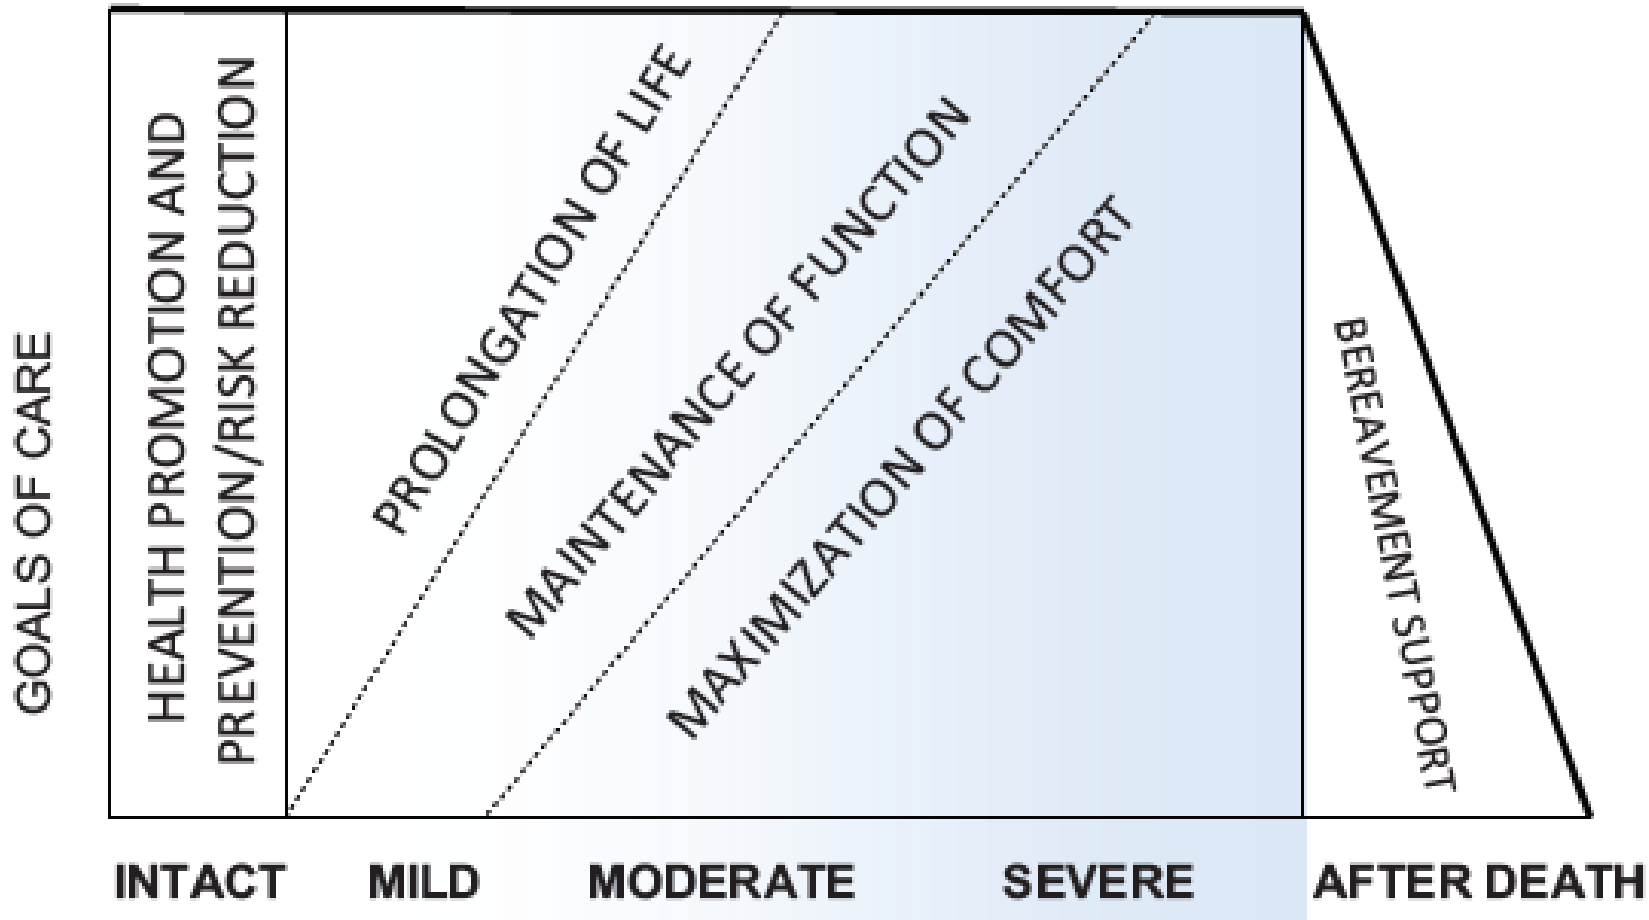 GOALS OF CARE
HEALTH PROMOTION AND
PREVENTION/RISK REDUCTION
PROLONGATION OF LIFE
MAINTENANCE OF FUNCTION
MAXIMIZATION OF COMFORT
BEREAVEMENT SUPPORT
INTACT MILD MODERATE SEVERE AFTER DEATH